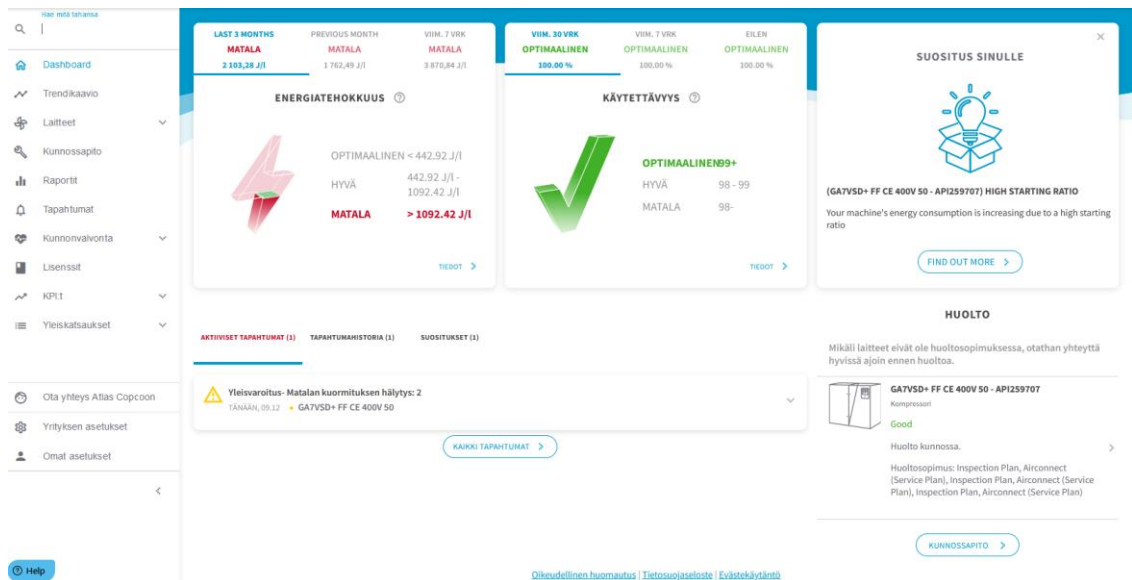 Hae mitä tahansa
Dashboard
Trendikaavio
Laitteet
Kunnossapito
Raportit
Tapahtumat
Kunnonvalvonta
Lisenssit
KPI:t
Yleiskatsaukset
Ota yhteys Atlas Copcoon
Yrityksen asetukset
Omat asetukset
Help
LAST 3 MONTHS PREVIOUS MONTH VIIM. 7 VRK
MATALA MATALA MATALA
2 103,28 J/l 1 762,49 J/l 3 870,84 J/l
ENERGIATEHOKKUUS
OPTIMAALINEN < 442.92 J/l
HYVÄ 442.92 J/l -
1092.42 J/l
MATALA > 1092.42 J/l
TIEDOT
VIIM. 30 VRK VIIM. 7 VRK EILEN
OPTIMAALINEN OPTIMAALINEN OPTIMAALINEN
100.00 % 100.00 % 100.00 %
KÄYTETTÄVYYS
OPTIMAALINEN99+
HYVÄ 98 - 99
MATALA 98-
TIEDOT
SUOSITUS SINULLE
(GA7VSD+ FF CE 400V 50 - API259707) HIGH STARTING RATIO
Your machine's energy consumption is increasing due to a high starting
ratio
FIND OUT MORE
AKTIIVISET TAPAHTUMAT (1) TAPAHTUMAHISTORIA (1) SUOSITUKSET (1)
Yleisvaroitus- Matalan kuormituksen hälytys: 2
TÄNÄÄN, 09.12 GA7VSD+ FF CE 400V 50
KAIKKI TAPAHTUMAT
HUOLTO
Mikäli laitteet eivät ole huoltosopimuksessa, otathan yhteyttä
hyvissä ajoin ennen huoltoa.
GA7VSD+ FF CE 400V 50 - API259707
Kompressori
Good
Huolto kunnossa.
Huoltosopimus: Inspection Plan, Airconnect
(Service Plan), Inspection Plan, Airconnect (Service
Plan), Inspection Plan, Airconnect (Service Plan)
KUNNOSSAPITO
Oikeudellinen huomautus | Tietosuojaseloste | Evästekäytäntö